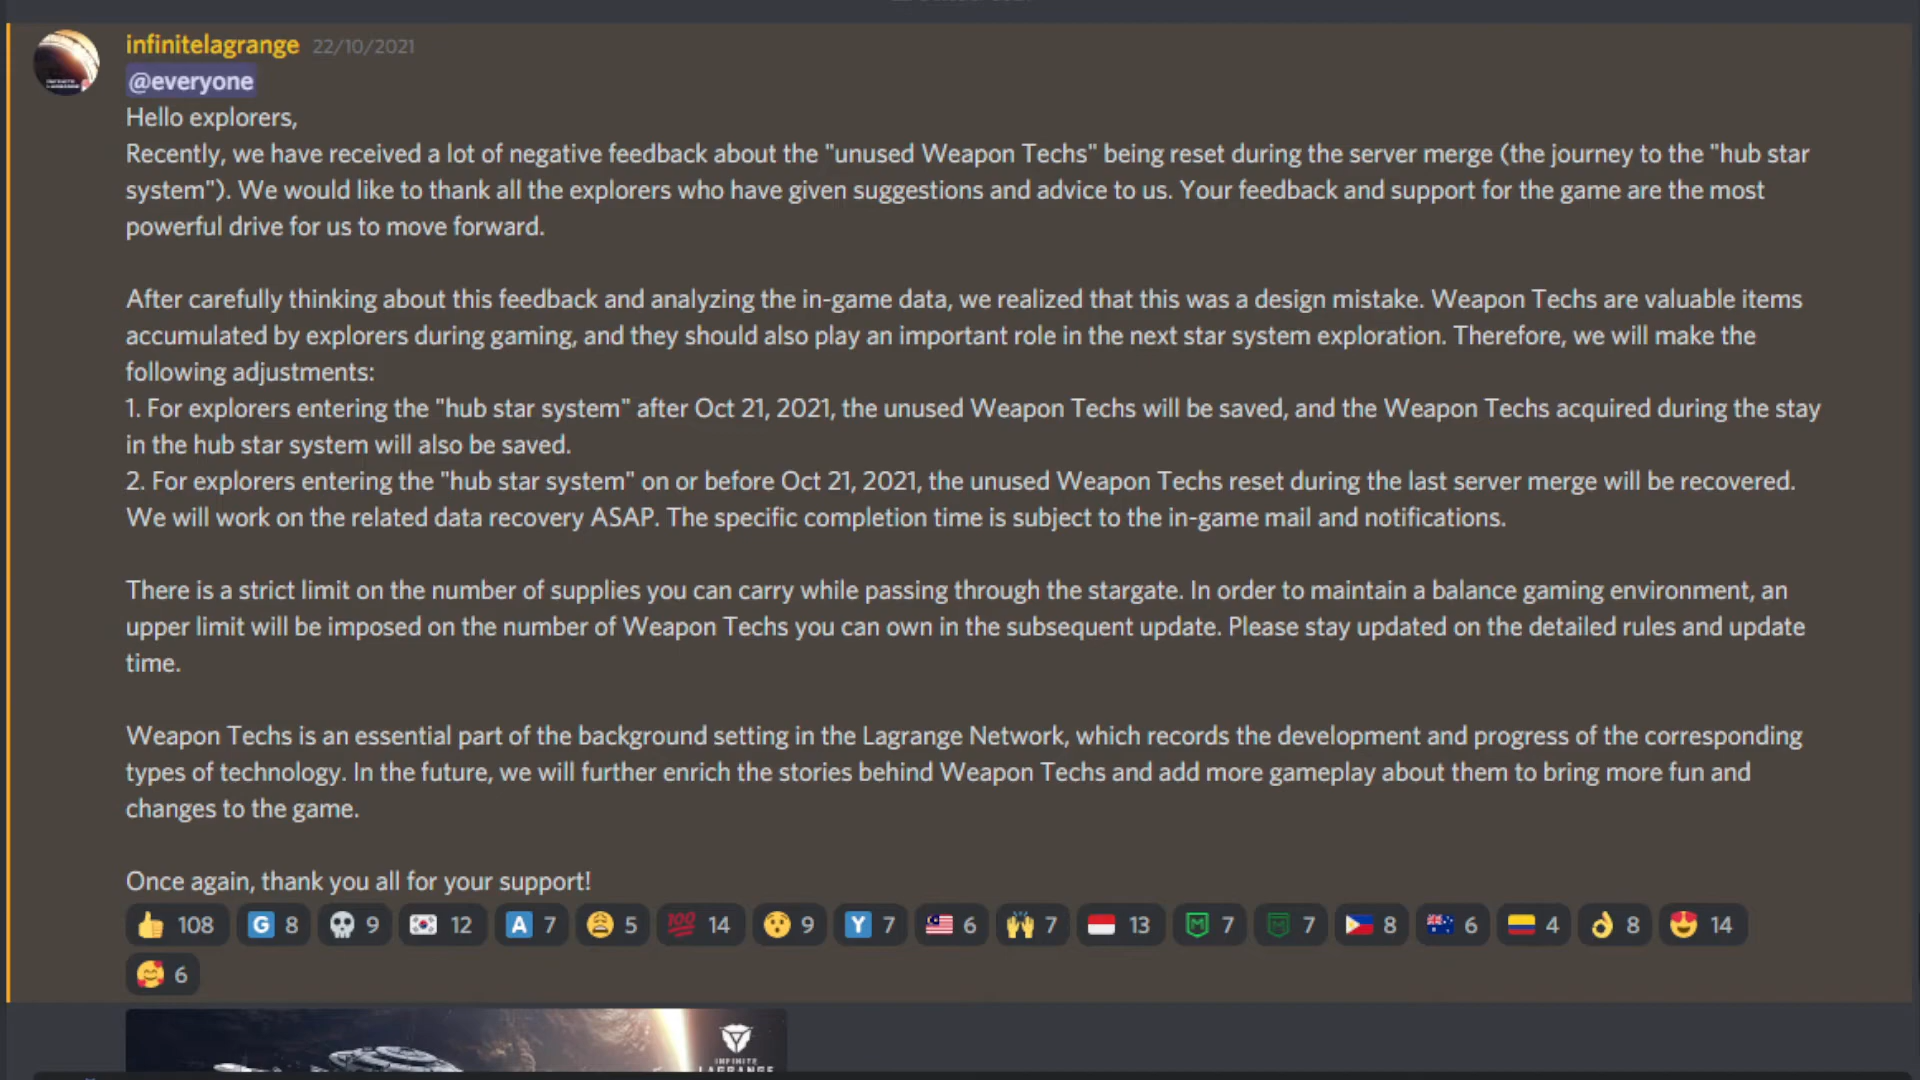 infinitelagrange 22/10/2021
@everyone
Hello explorers,
Recently, we have received a lot of negative feedback about the "unused Weapon Techs" being reset during the server merge (the journey to the "hub star
system"). We would like to thank all the explorers who have given suggestions and advice to us. Your feedback and support for the game are the most
powerful drive for us to move forward.
After carefully thinking about this feedback and analyzing the in-game data, we realized that this was a design mistake. Weapon Techs are valuable items
accumulated by explorers during gaming, and they should also play an important role in the next star system exploration. Therefore, we will make the
following adjustments:
1. For explorers entering the "hub star system" after Oct 21, 2021, the unused Weapon Techs will be saved, and the Weapon Techs acquired during the stay
in the hub star system will also be saved.
2. For explorers entering the "hub star system" on or before Oct 21, 2021, the unused Weapon Techs reset during the last server merge will be recovered.
We will work on the related data recovery ASAP. The specific completion time is subject to the in-game mail and notifications.
There is a strict limit on the number of supplies you can carry while passing through the stargate. In order to maintain a balance gaming environment, an
upper limit will be imposed on the number of Weapon Techs you can own in the subsequent update. Please stay updated on the detailed rules and update
time.
Weapon Techs is an essential part of the background setting in the Lagrange Network, which records the development and progress of the corresponding
types of technology. In the future, we will further enrich the stories behind Weapon Techs and add more gameplay about them to bring more fun and
changes to the game.
Once again, thank you all for your support!
108 G 8 9 12 A 7 5 100 14 9 Y 7 6 7 13 M 7 M 7 8 6 4 8 14
6
INFINITE
LAGRANGE